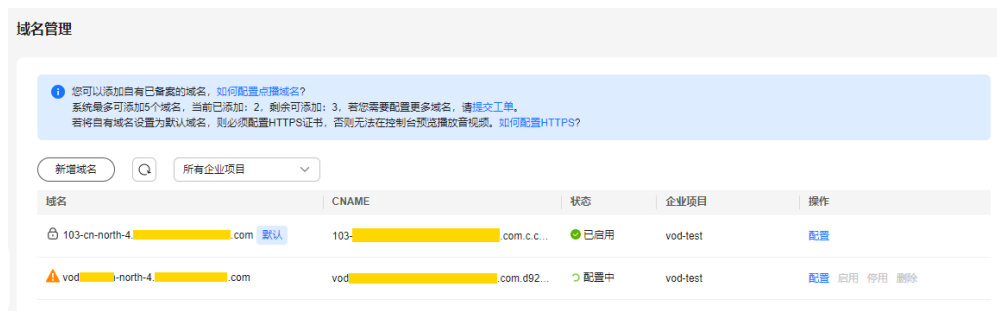 域名管理
您可以添加自有已备案的域名，如何配置点播域名?
系统最多可添加5个域名，当前已添加：2，剩余可添加：3，若您需要配置更多域名，请提交工单。
若将自有域名设置为默认域名，则必须配置HTTPS证书，否则无法在控制台预览播放音视频。如何配置HTTPS?
新增域名 所有企业项目
域名 CNAME 状态 企业项目 操作
103-cn-north-4. .com 默认 103- .com.c.c... 已启用 vod-test 配置
vod -north-4. .com vod .com.d92... 配置中 vod-test 配置 启用 停用 删除